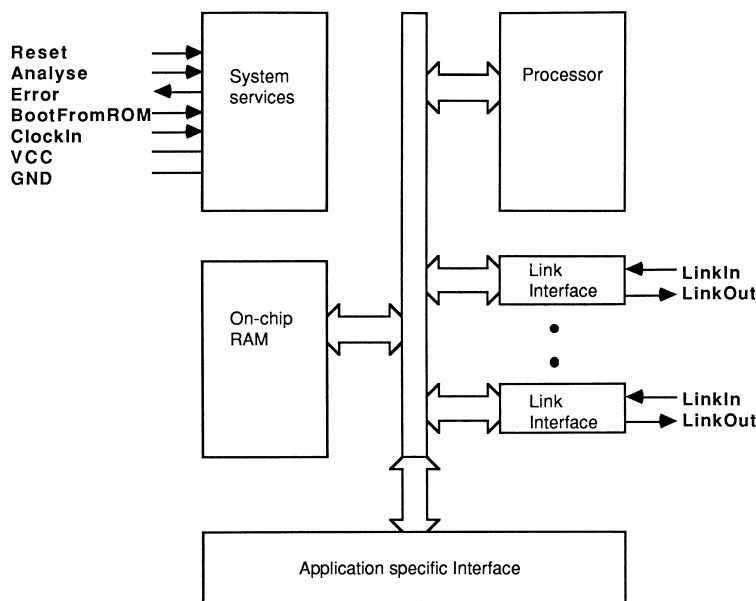 Reset
Analyse
Error
BootFromROM
ClockIn
VCC
GND
System
services
Processor
On-chip
RAM
Link
Interface
LinkIn
LinkOut
Link
Interface
LinkIn
LinkOut
Application specific Interface